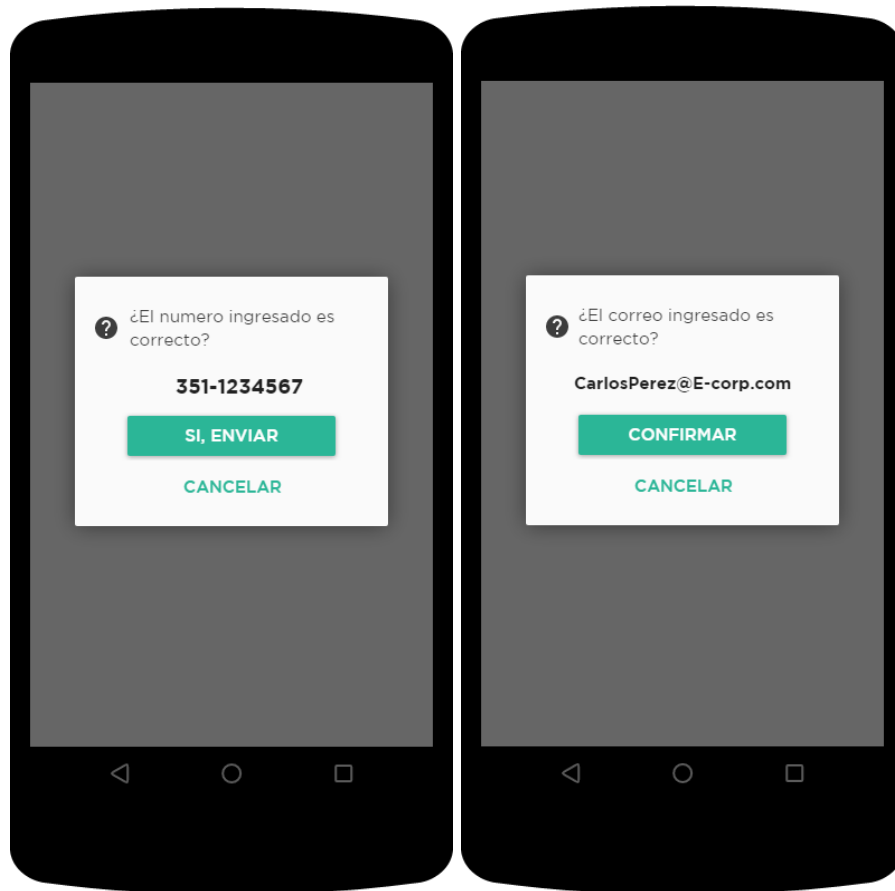 ¿El numero ingresado es
correcto?
351-1234567
SI, ENVIAR
CANCELAR
¿El correo ingresado es
correcto?
CarlosPerez@E-corp.com
CONFIRMAR
CANCELAR